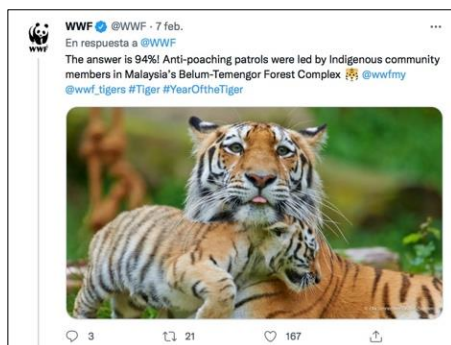 WWF @WWF · 7 feb.
En respuesta a @WWF
The answer is 94%! Anti-poaching patrols were led by Indigenous community
members in Malaysia's Belum-Temengor Forest Complex 🐯 @wwfmy
@wwf_tigers #Tiger #YearOftheTiger
WWF
3 21 167